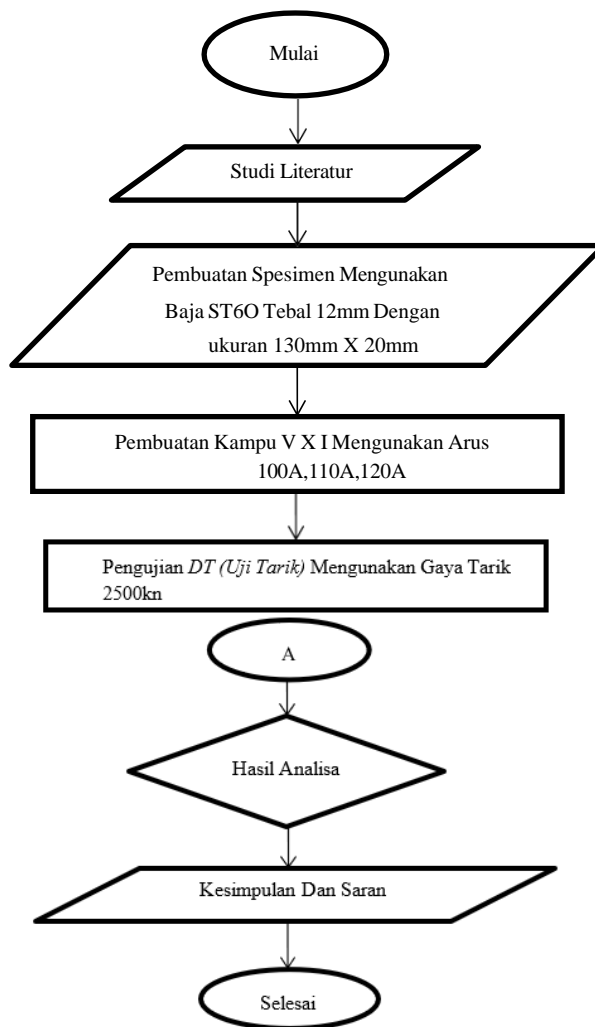 Mulai
Studi Literatur
Pembuatan Spesimen Mengunakan
Baja ST6O Tebal 12mm Dengan
ukuran 130mm X 20mm
Pembuatan Kampu V X I Mengunakan Arus
100A,110A,120A
Pengujian DT (Uji Tarik) Mengunakan Gaya Tarik
2500kn
A
Hasil Analisa
Kesimpulan Dan Saran
Selesai